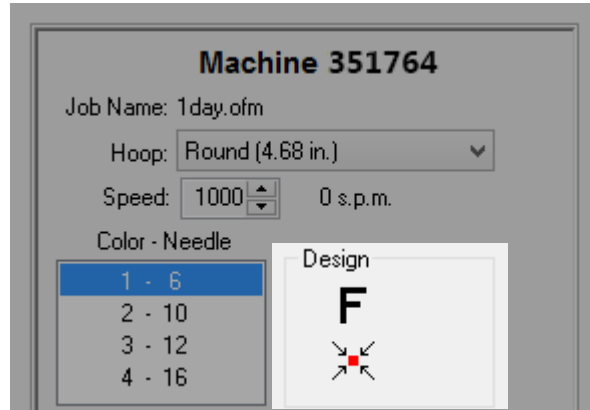 Machine 351764
Job Name: 1day.ofm
Hoop: Round (4.68 in.)
Speed: 1000 0 s.p.m.
Color - Needle
1 - 6
2 - 10
3 - 12
4 - 16
Design
F